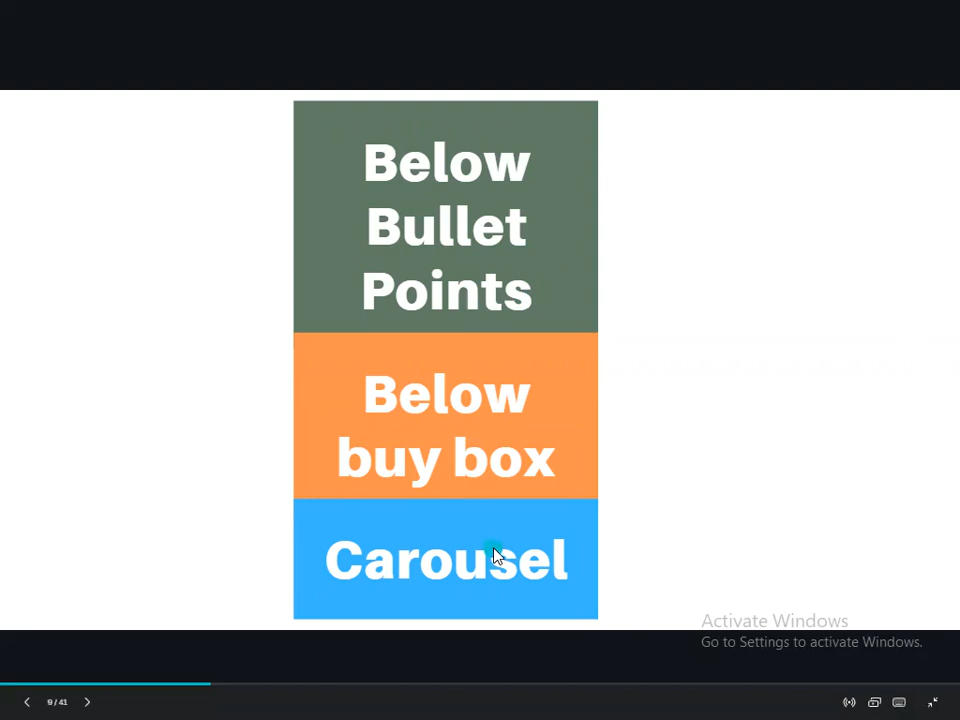 Below
Bullet
Points
Below
buy box
Carousel
Activate Windows
Go to Settings to activate Windows.
9 / 41